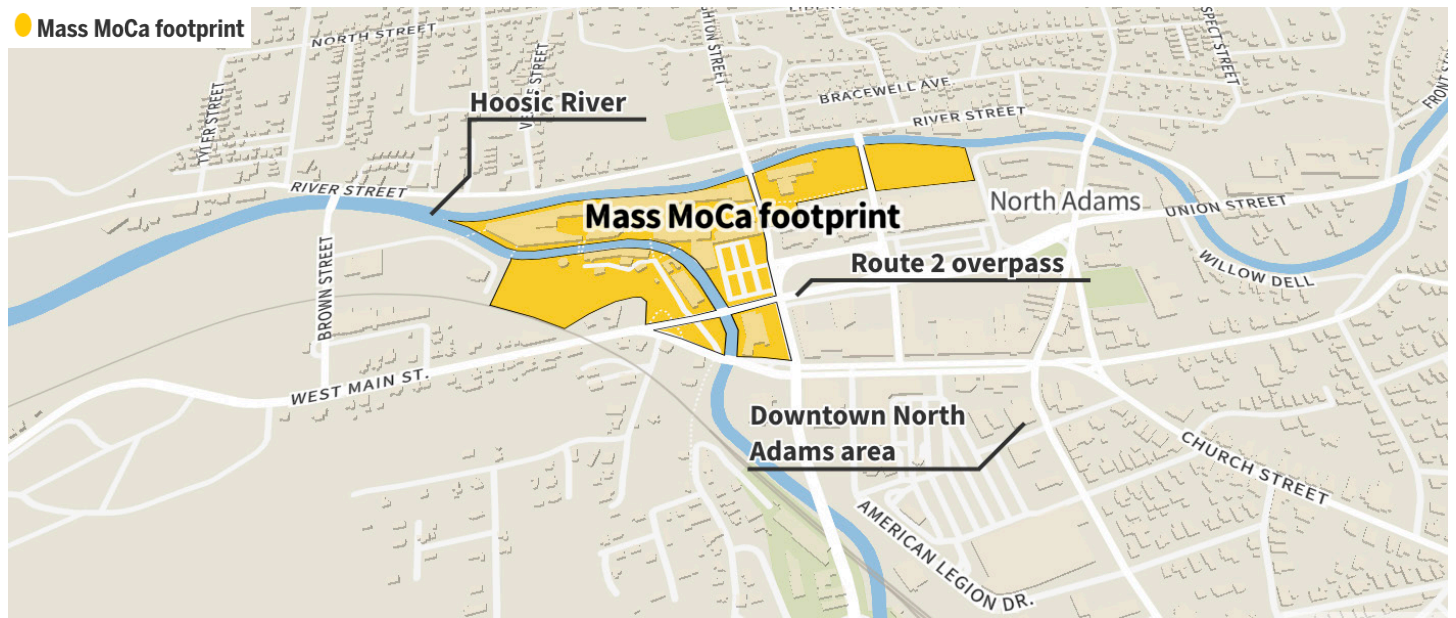 Mass MoCa footprint
NORTH STREET
TYLER STREET
STREET
BRACEWELL AVE.
RIVER STREET
Hoosic River
RIVER STREET
Mass MoCa footprint
North Adams
UNION STREET
WILLOW DELL
Route 2 overpass
BROWN STREET
WEST MAIN ST.
Downtown North
Adams area
CHURCH STREET
AMERICAN LEGION DR.